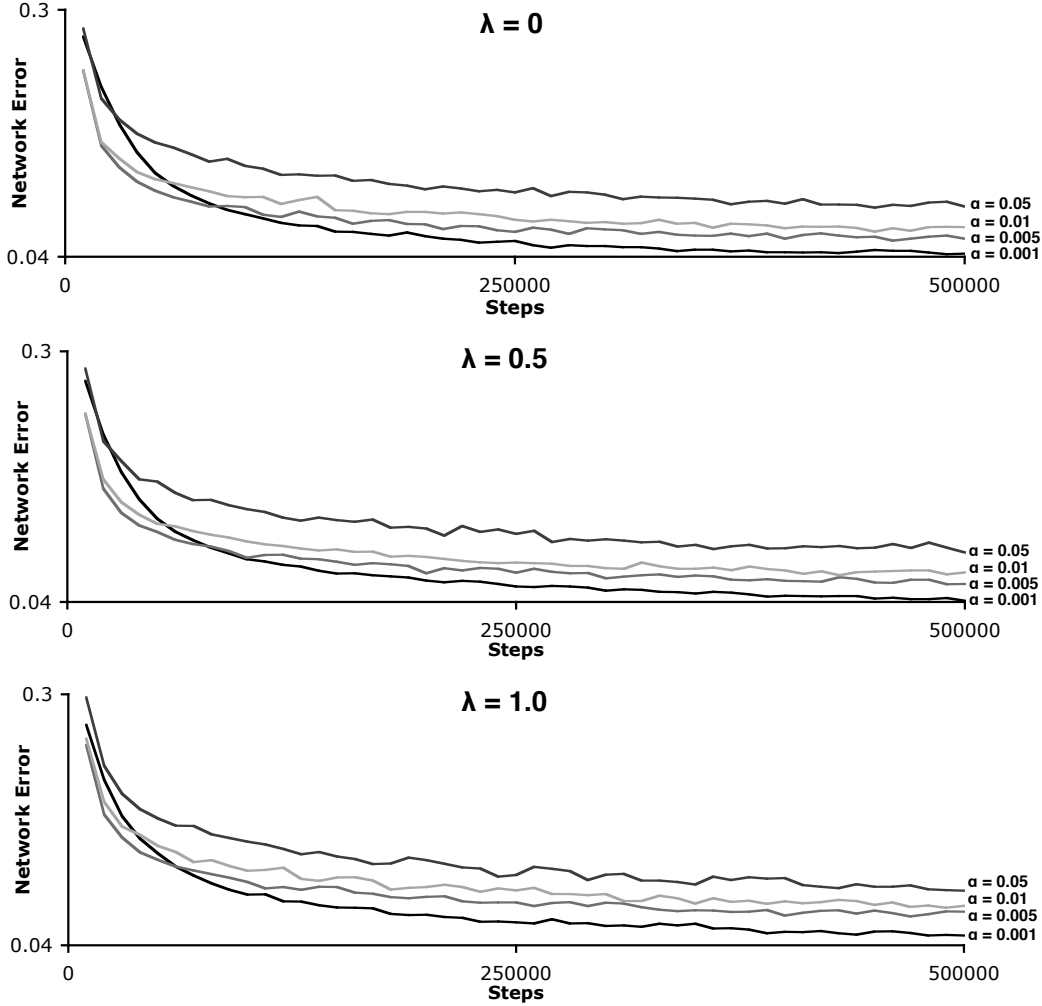 λ = 0
0.3
Network Error
0.04
0
250000
500000
Steps
α = 0.05
α = 0.01
α = 0.005
α = 0.001
λ = 0.5
0.3
Network Error
0.04
0
250000
500000
Steps
α = 0.05
α = 0.01
α = 0.005
α = 0.001
λ = 1.0
0.3
Network Error
0.04
0
250000
500000
Steps
α = 0.05
α = 0.01
α = 0.005
α = 0.001